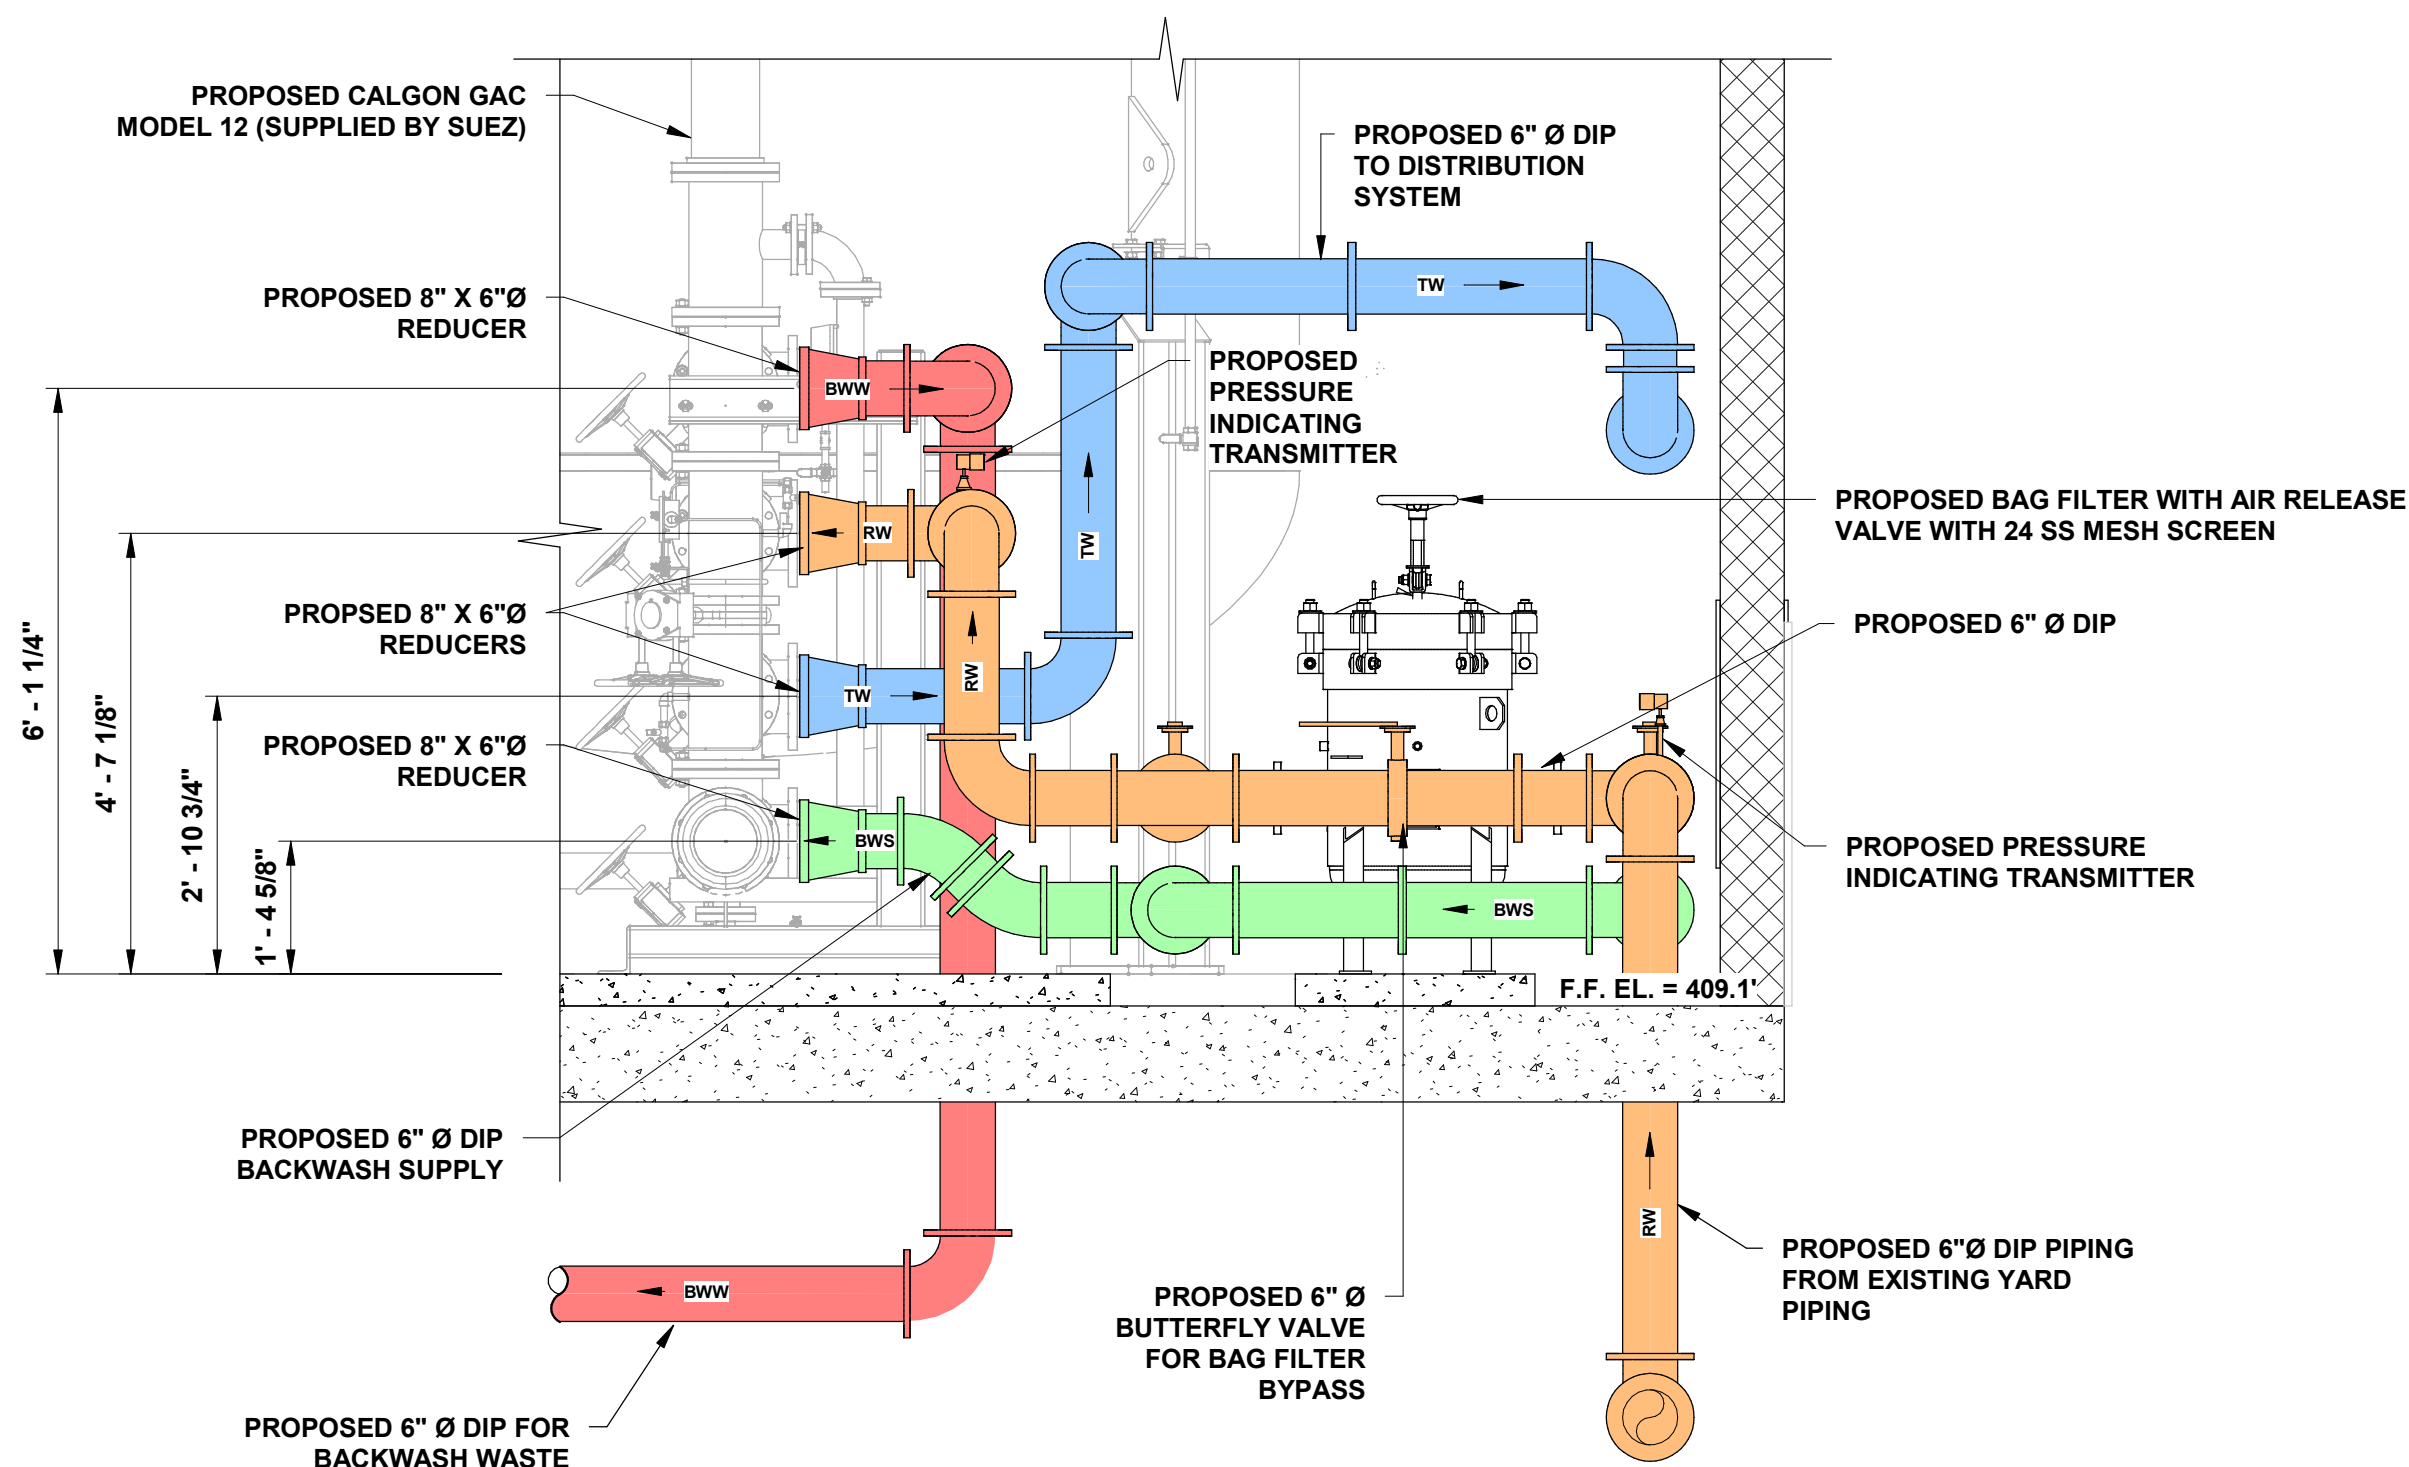 PROPOSED CALGON GAC
MODEL 12 (SUPPLIED BY SUEZ)
PROPOSED 6" Ø DIP
TO DISTRIBUTION
SYSTEM
PROPOSED 8" X 6"Ø
REDUCER
TW
PROPOSED
PRESSURE
INDICATING
TRANSMITTER
BWW
PROPOSED BAG FILTER WITH AIR RELEASE
VALVE WITH 24 SS MESH SCREEN
RW
TW
PROPSED 8" X 6"Ø
REDUCERS
PROPOSED 6" Ø DIP
6' - 1 1/4"
4' - 7 1/8"
2' - 10 3/4"
1' - 4 5/8"
TW
RW
PROPOSED 8" X 6"Ø
REDUCER
BWS
PROPOSED PRESSURE
INDICATING TRANSMITTER
BWS
F.F. EL. = 409.1'
PROPOSED 6" Ø DIP
BACKWASH SUPPLY
RW
PROPOSED 6"Ø DIP PIPING
FROM EXISTING YARD
PIPING
BWW
PROPOSED 6" Ø
BUTTERFLY VALVE
FOR BAG FILTER
BYPASS
PROPOSED 6" Ø DIP FOR
BACKWASH WASTE